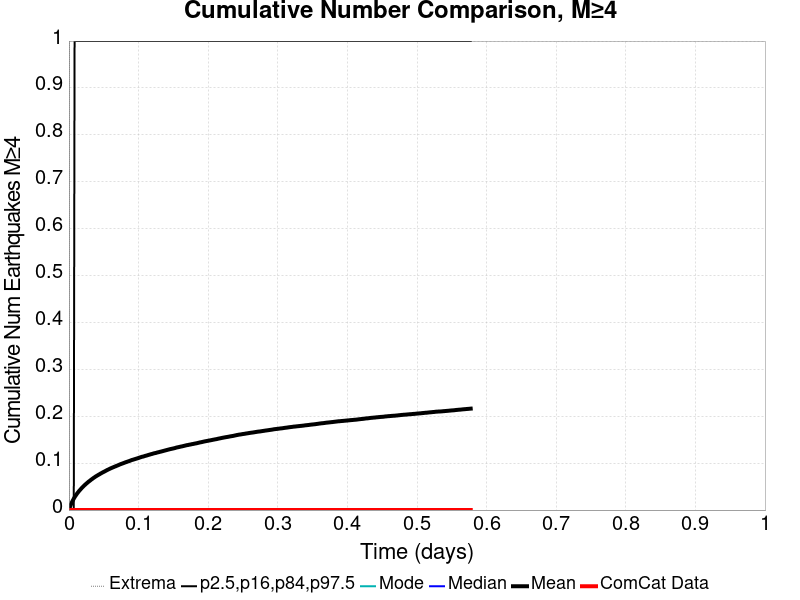 Cumulative Number Comparison, M≥4
Cumulative Num Earthquakes M≥4
1
0.9
0.8
0.7
0.6
0.5
0.4
0.3
0.2
0.1
0
0 0.1 0.2 0.3 0.4 0.5 0.6 0.7 0.8 0.9 1
Time (days)
Extrema p2.5,p16,p84,p97.5 Mode Median Mean ComCat Data